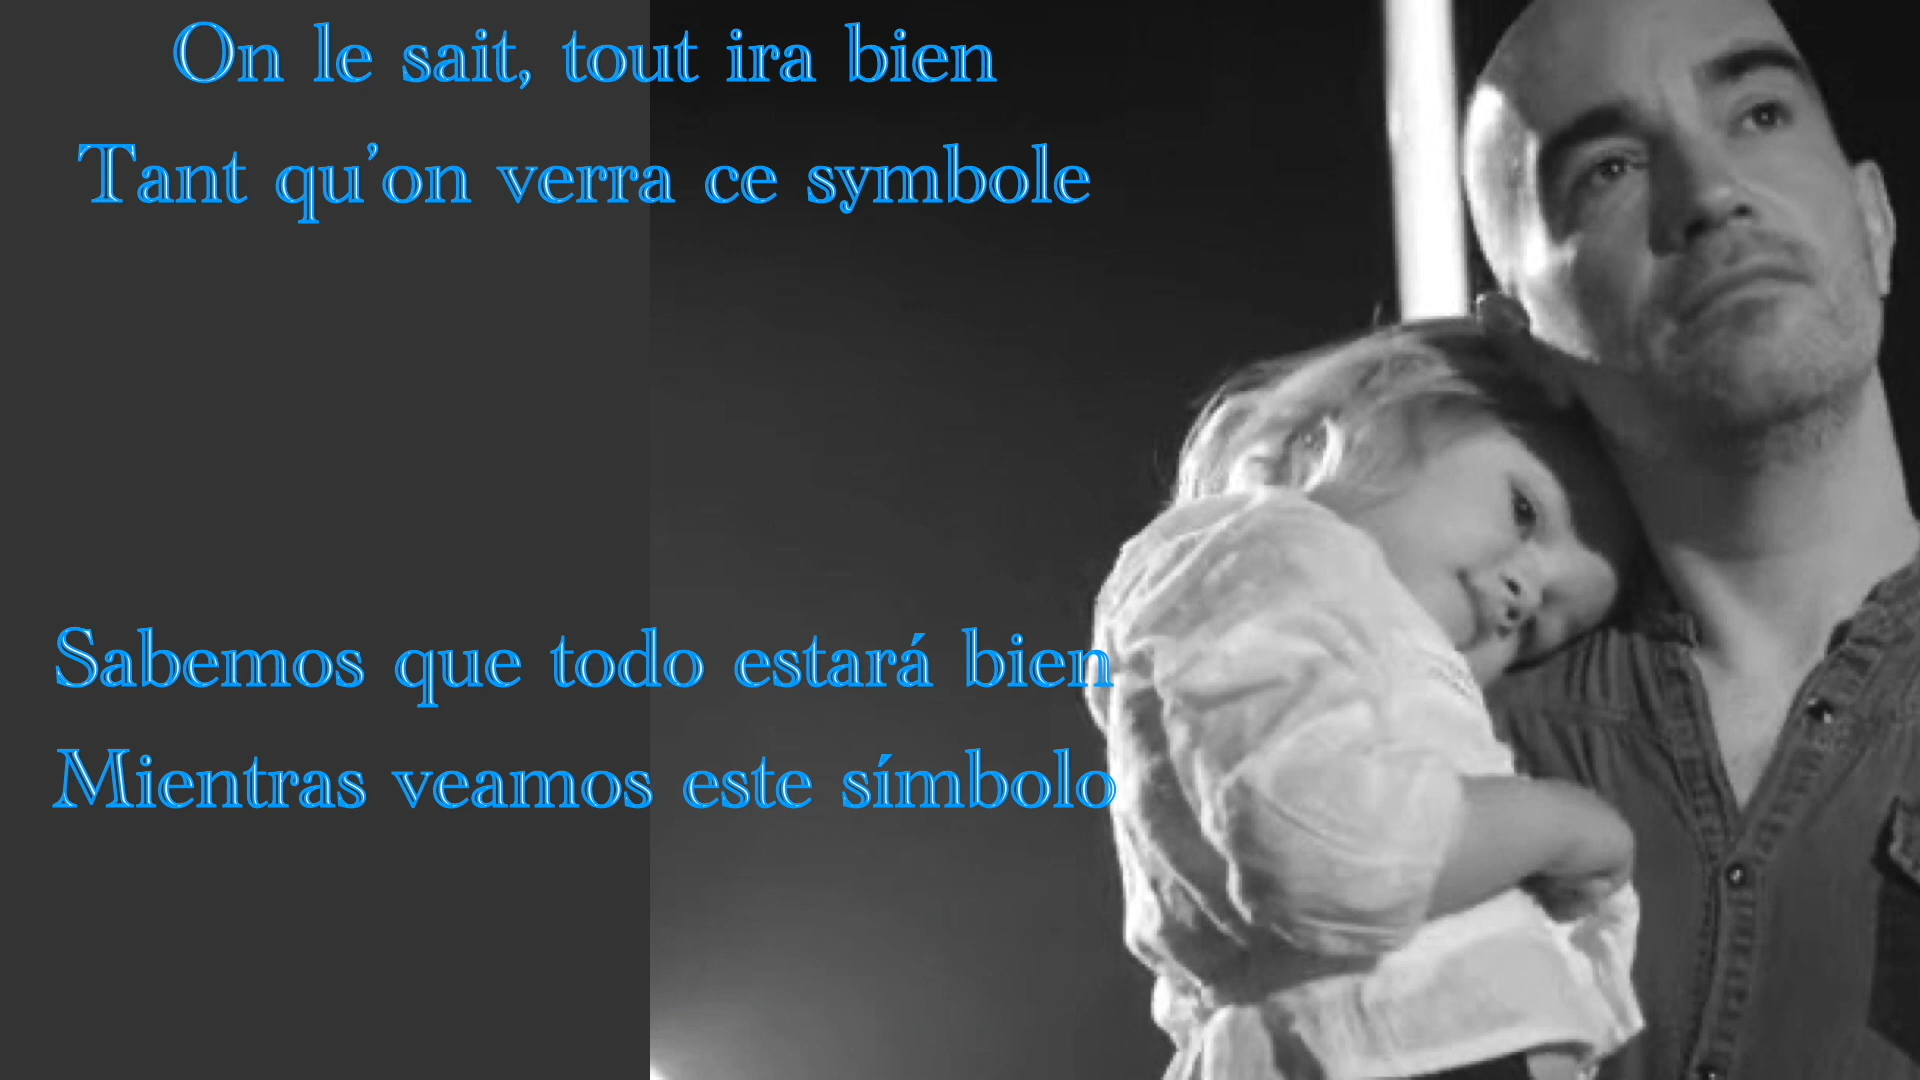 On le sait, tout ira bien
Tant qu’on verra ce symbole
Sabemos que todo estará bien
Mientras veamos este símbolo